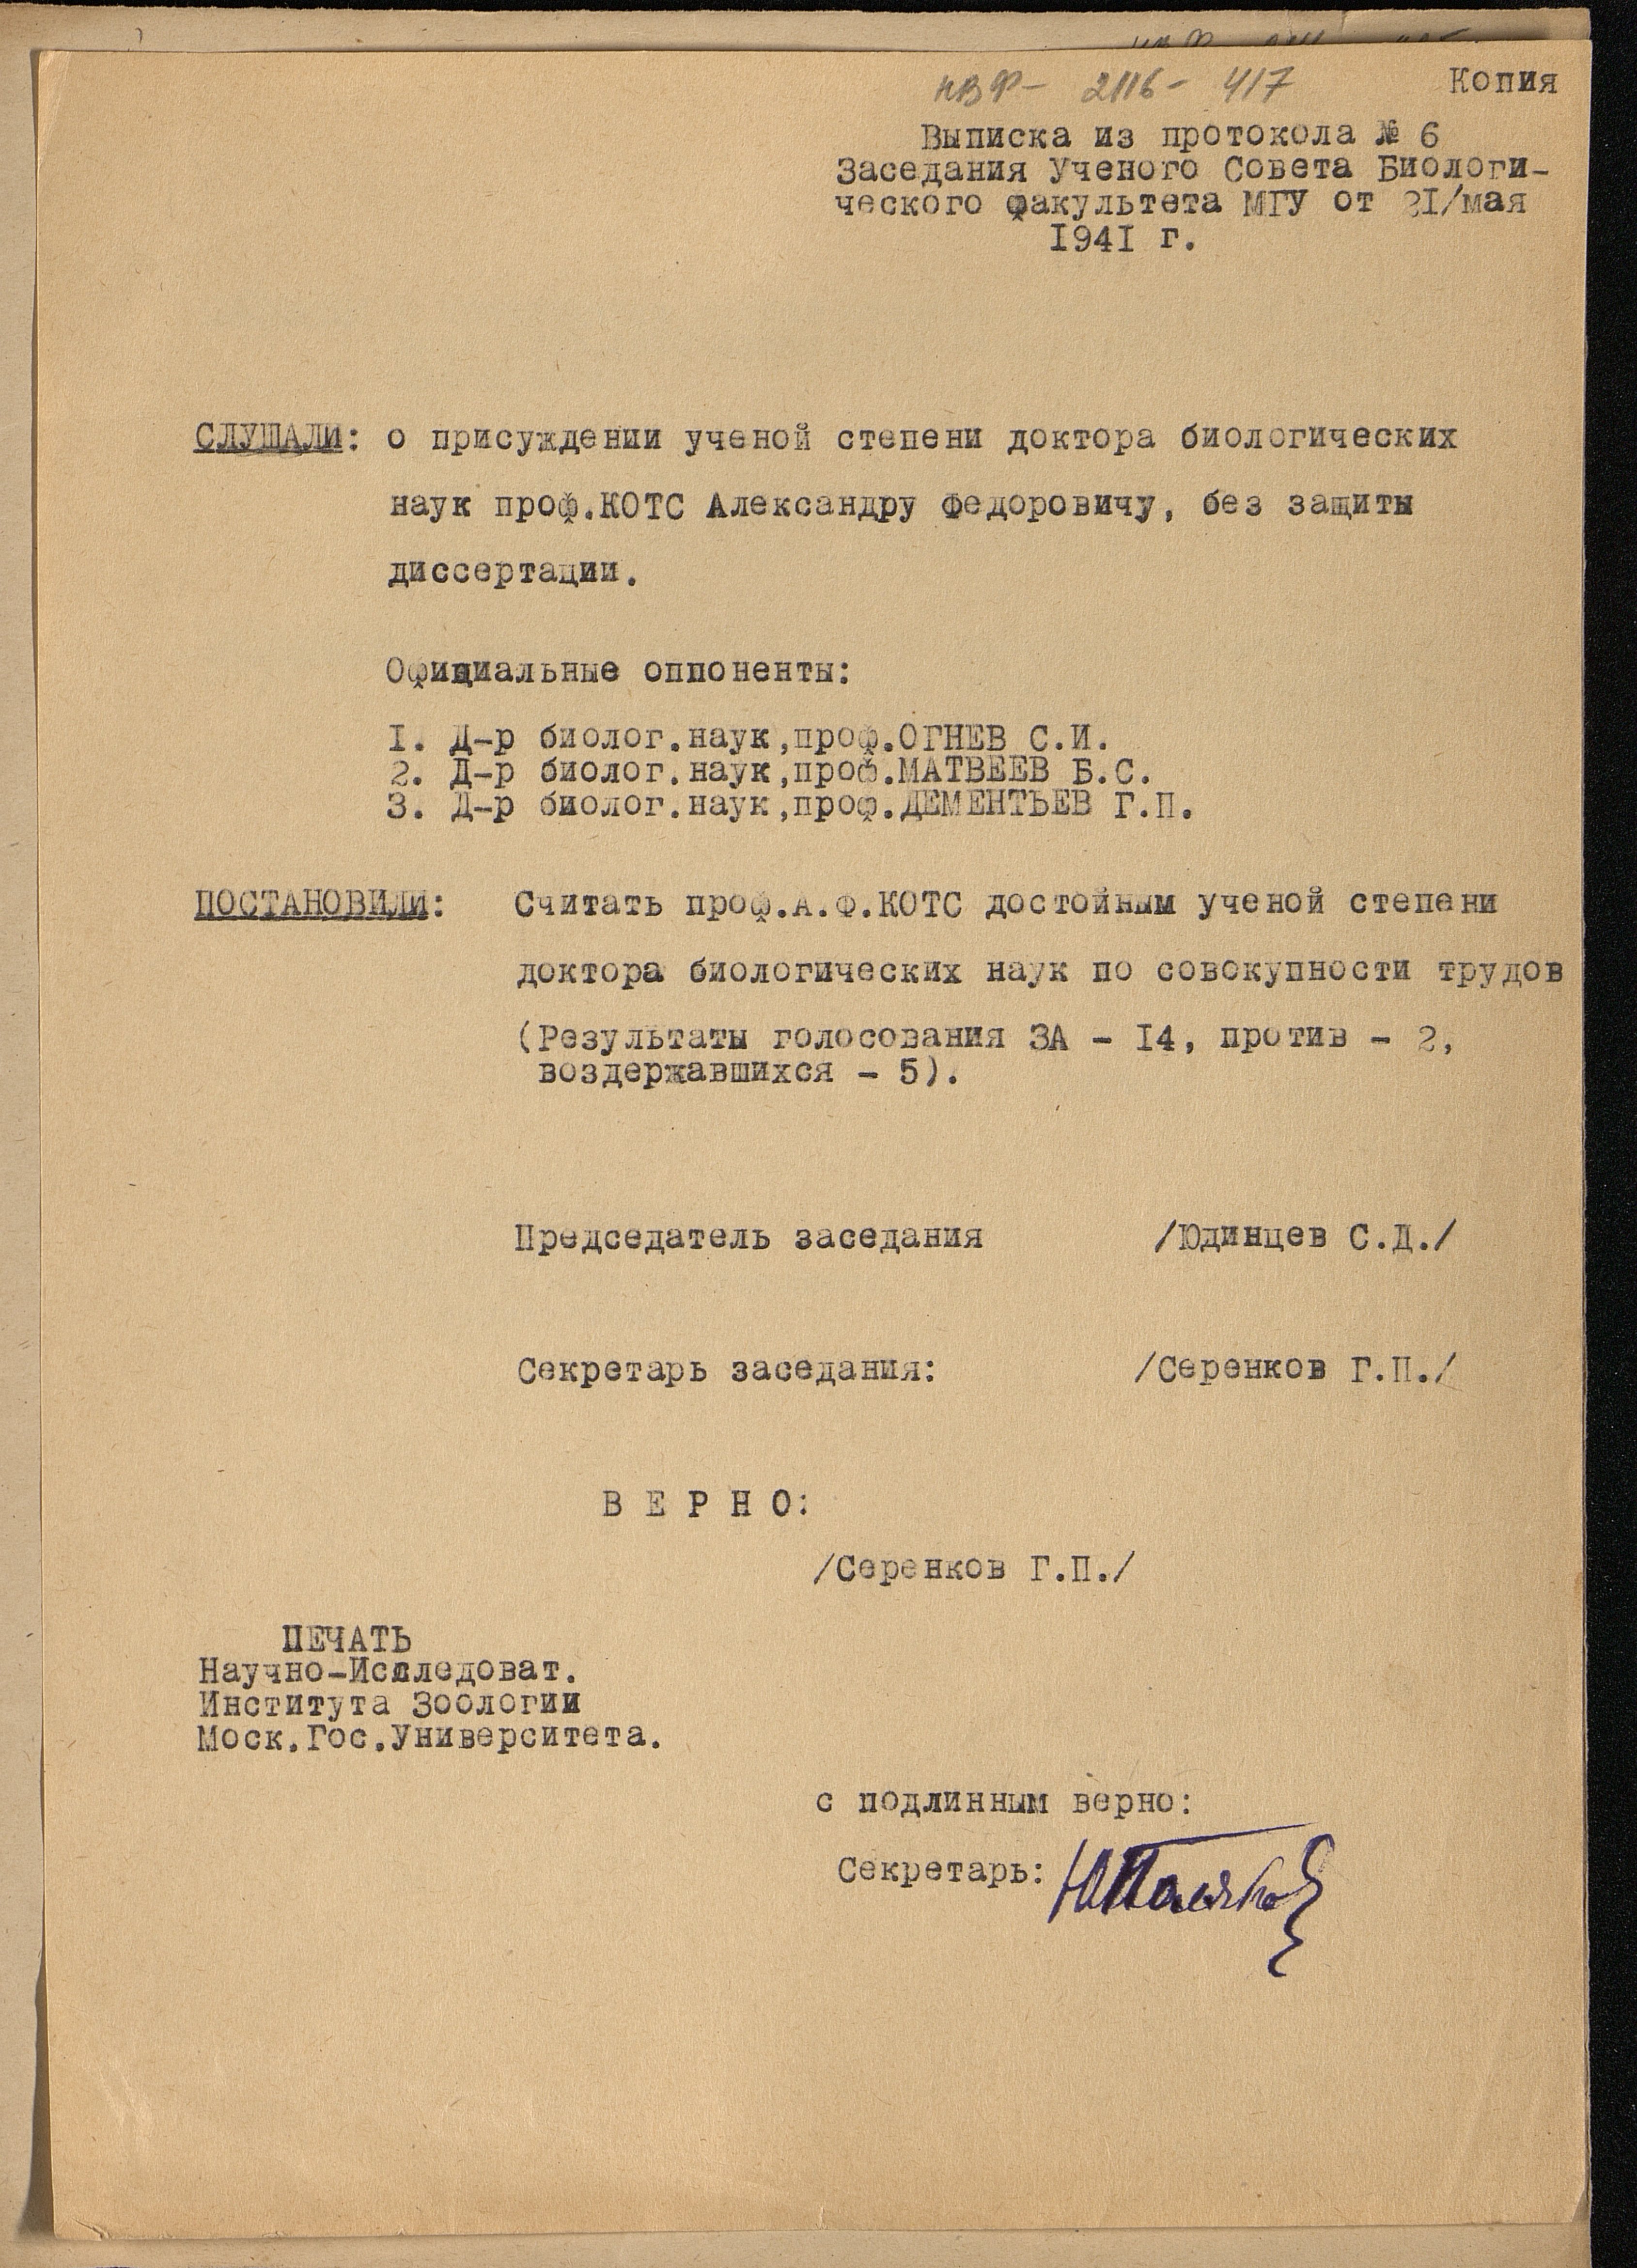 НВФ- 2116- 417
Копия
Выписка из протокола № 6
Заседания Ученого Совета Биологи-
ческого факультета МГУ от 21/мая
1941 г.
СЛУШАЛИ: о присуждении ученой степени доктора биологических
наук проф.КОТС Александру Федоровичу, без защиты
диссертации.
Официальные оппоненты:
1. Д-р биолог.наук,проф.ОГНЕВ С.И.
2. Д-р биолог.наук,проф.МАТВЕЕВ Б.С.
3. Д-р биолог.наук,проф.ДЕМЕНТЬЕВ Г.П.
ПОСТАНОВИЛИ: Считать проф.А.Ф.КОТС достойным ученой степени
доктора биологических наук по совокупности трудов
(Результаты голосования ЗА - 14, против - 2,
воздержавшихся - 5).
Председатель заседания /Юдинцев С.Д./
Секретарь заседания: /Серенков Г.П./
В Е Р Н О:
/Серенков Г.П./
ПЕЧАТЬ
Научно-Исследоват.
Института Зоологии
Моск.Гос.Университета.
с подлинным верно:
Секретарь: